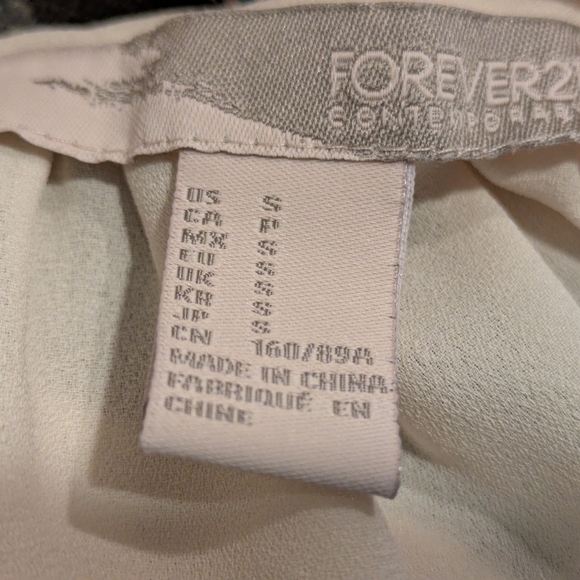 FOREVER21
CONTEMPORARY
US S
CA P
MX S
EU S
UK S
KR S
JP S
CN 160/89A
MADE IN CHINA
FABRIQUÉ EN
CHINE